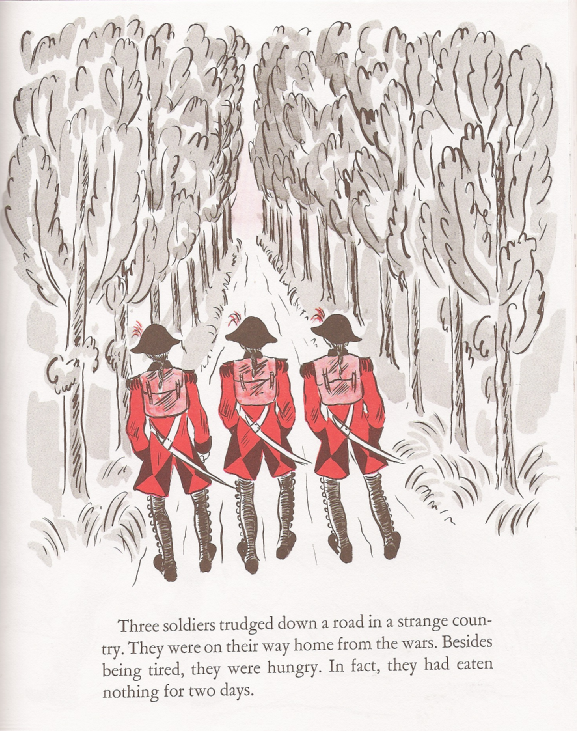 Three soldiers trudged down a road in a strange coun-
try. They were on their way home from the wars. Besides
being tired, they were hungry. In fact, they had eaten
nothing for two days.